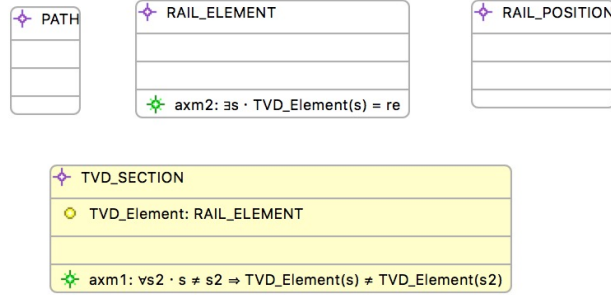 PATH
RAIL_ELEMENT
RAIL_POSITION
axm2: ∃s · TVD_Element(s) = re
TVD_SECTION
TVD_Element: RAIL_ELEMENT
axm1: ∀s2 · s ≠ s2 ⇒ TVD_Element(s) ≠ TVD_Element(s2)